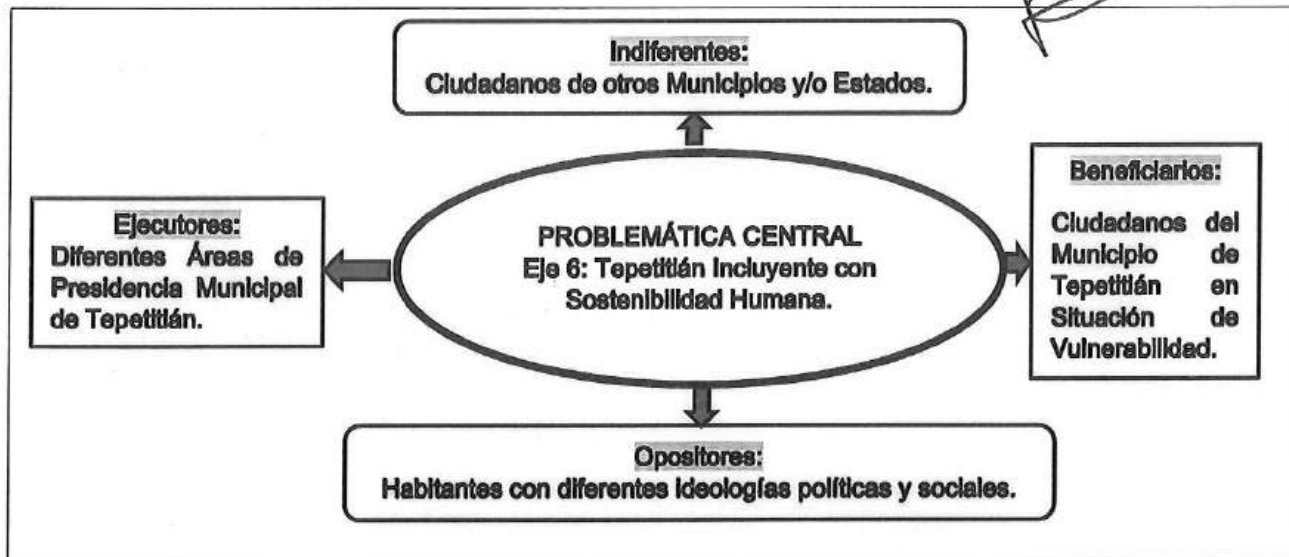 Indiferentes:
Ciudadanos de otros Municipios y/o Estados.
Ejecutores:
Diferentes Áreas de
Presidencia Municipal
de Tepetitlán.
PROBLEMÁTICA CENTRAL
Eje 6: Tepetitlán Incluyente con
Sostenibilidad Humana.
Beneficiarios:
Ciudadanos del
Municipio de
Tepetitlán en
Situación de
Vulnerabilidad.
Opositores:
Habitantes con diferentes ideologías políticas y sociales.